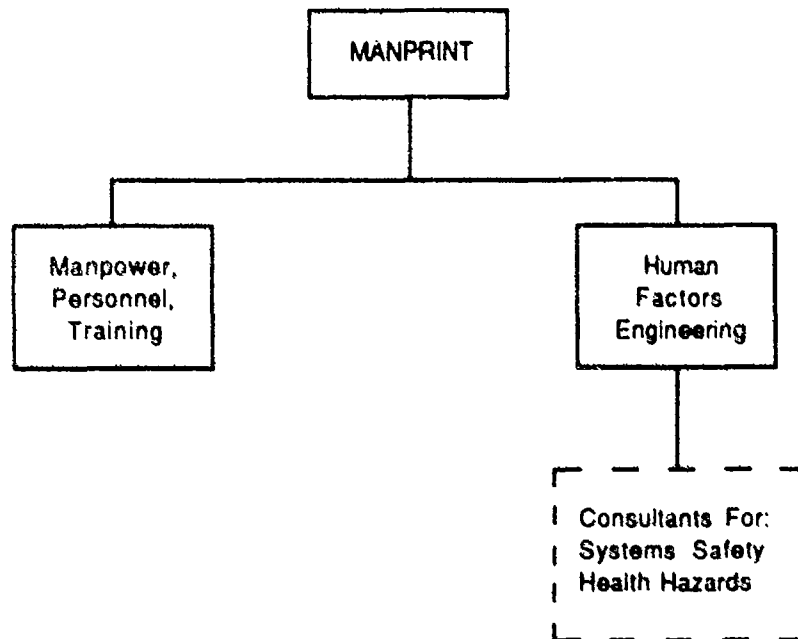 MANPRINT
Manpower,
Personnel,
Training
Human
Factors
Engineering
Consultants For:
Systems Safety
Health Hazards